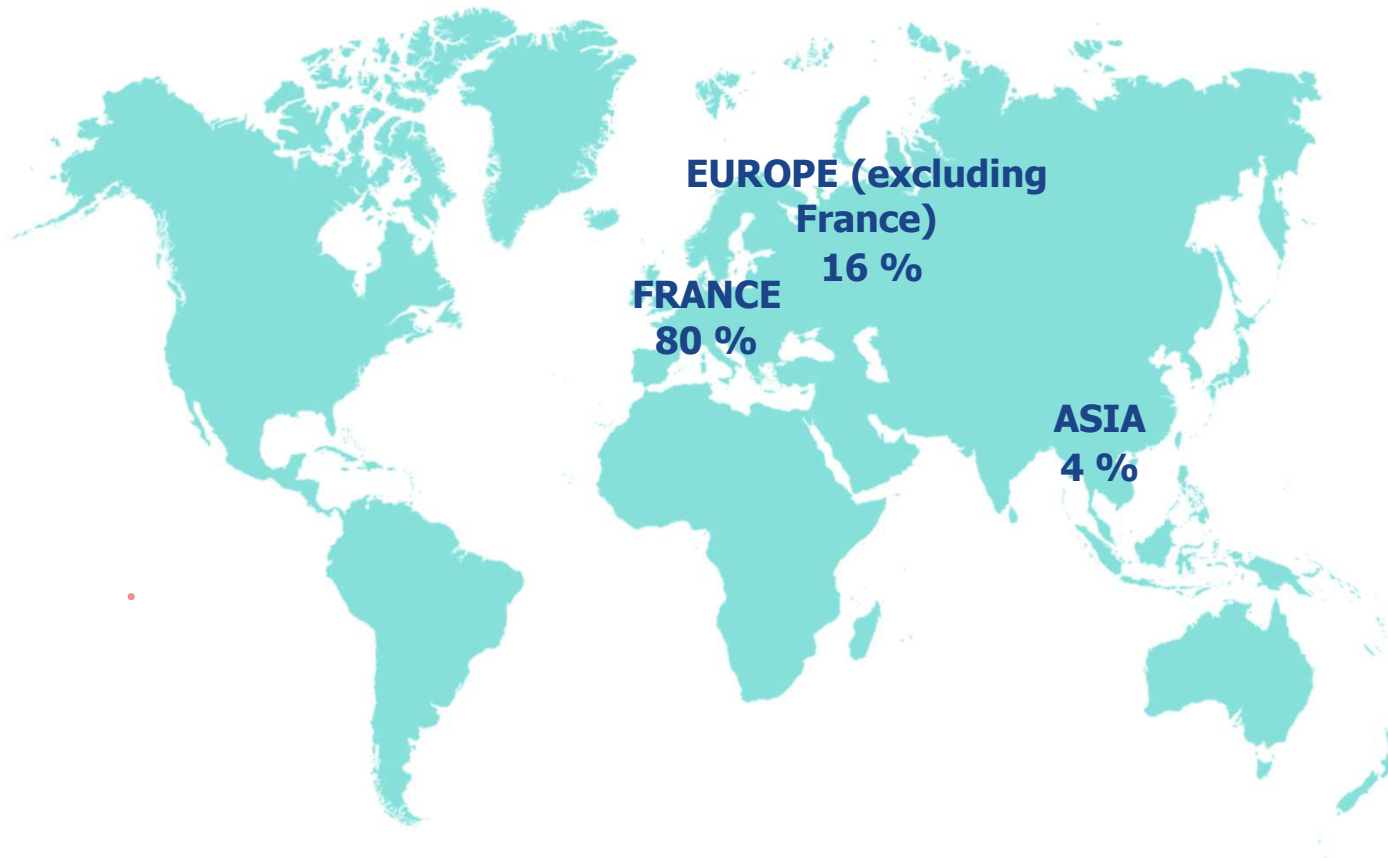 EUROPE (excluding
France)
16 %
FRANCE
80 %
ASIA
4 %